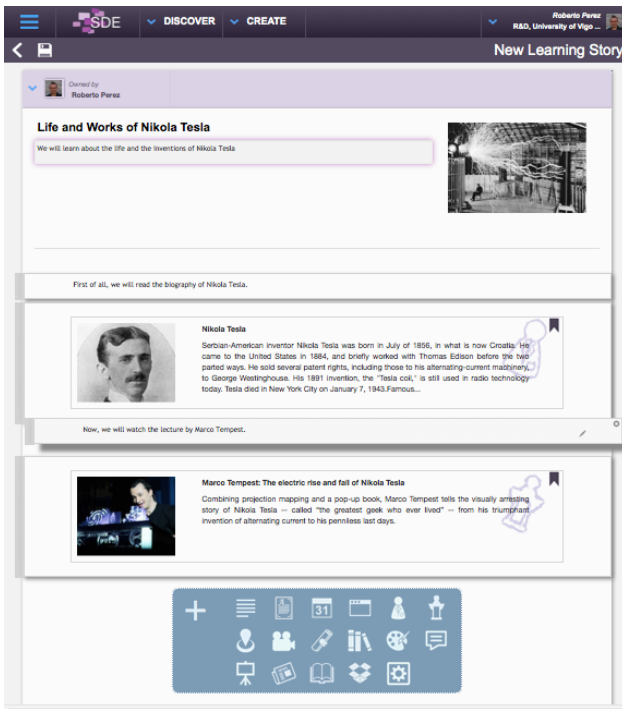 SDE DISCOVER CREATE
Roberto Perez
R&D, University of Vigo ...
New Learning Story
Owned by
Roberto Perez
Life and Works of Nikola Tesla
We will learn about the life and the inventions of Nikola Tesla
First of all, we will read the biography of Nikola Tesla.
Nikola Tesla
Serbian-American inventor Nikola Tesla was born in July of 1856, in what is now Croatia. He
came to the United States in 1884, and briefly worked with Thomas Edison before the two
parted ways. He sold several patent rights, including those to his alternating-current machinery,
to George Westinghouse. His 1891 invention, the "Tesla coil," is still used in radio technology
today. Tesla died in New York City on January 7, 1943.Famous...
Now, we will watch the lecture by Marco Tempest.
Marco Tempest: The electric rise and fall of Nikola Tesla
Combining projection mapping and a pop-up book, Marco Tempest tells the visually arresting
story of Nikola Tesla -- called "the greatest geek who ever lived" -- from his triumphant
invention of alternating current to his penniless last days.
31